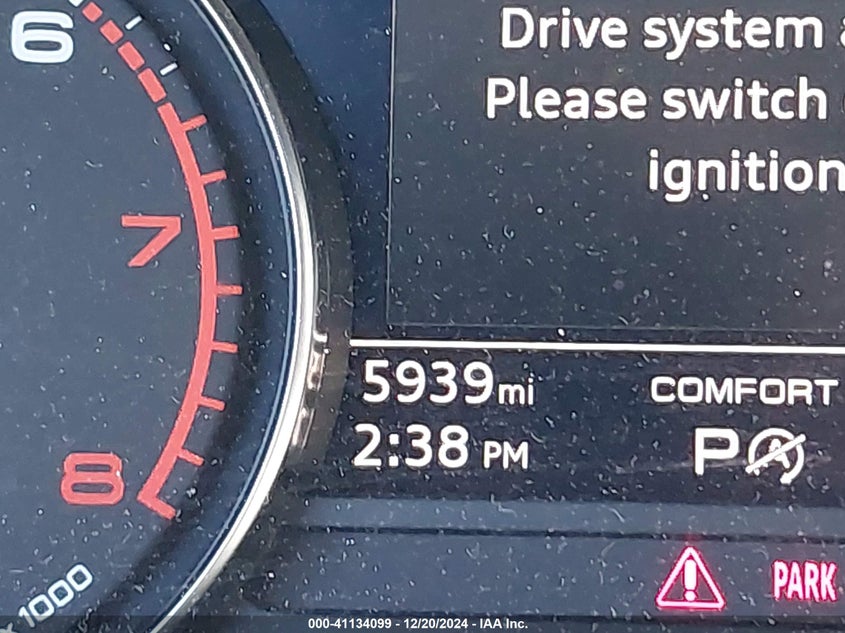 6
Drive system
Please switch
ignition
7
5939mi
COMFORT
2:38 PM
P
A
8
PARK
1000
000-41134099 - 12/20/2024 - IAA Inc.